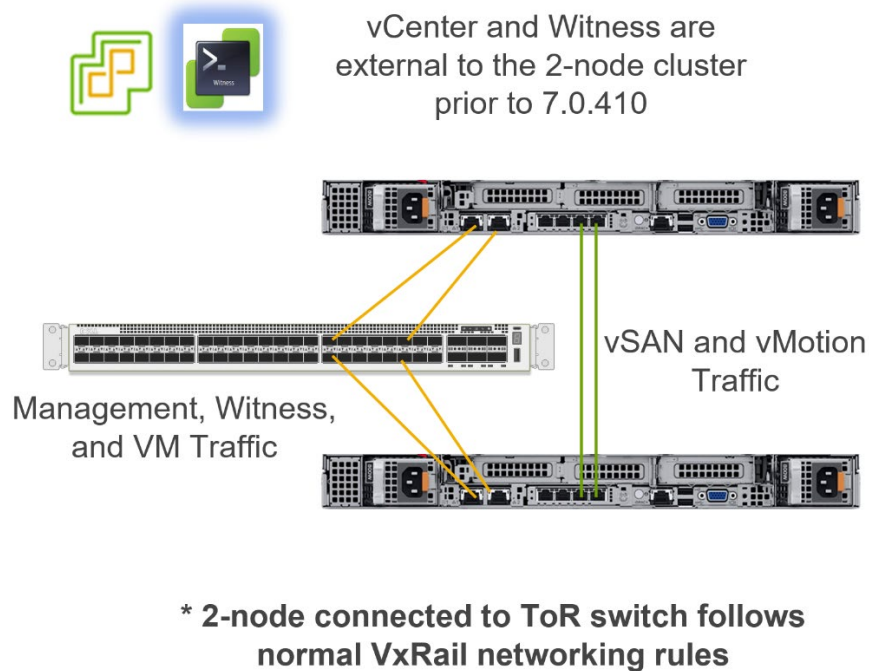 vCenter and Witness are
external to the 2-node cluster
prior to 7.0.410
>_
Witness
vSAN and vMotion
Traffic
Management, Witness,
and VM Traffic
* 2-node connected to ToR switch follows
normal VxRail networking rules